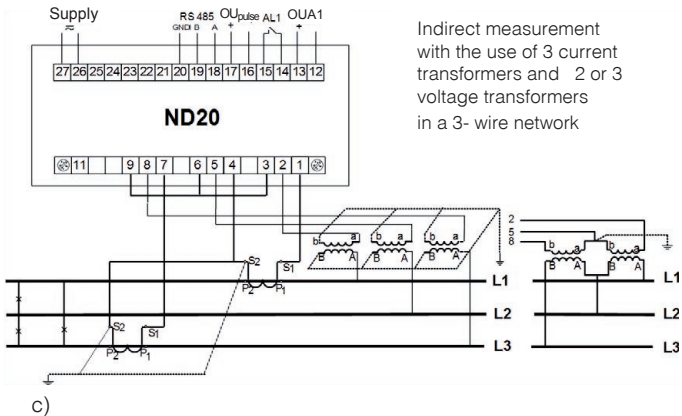 Supply
RS 485
OUpulse
AL1
OUA1
GNDI B A + +
27 26 25 24 23 22 21 20 19 18 17 16 15 14 13 12
ND20
11 9 8 7 6 5 4 3 2 1
Indirect measurement
with the use of 3 current
transformers and 2 or 3
voltage transformers
in a 3- wire network
b a b a b a
B A B A B A
2
5
8
b a b a
B A B A
S2 S1
P2 P1
L1 L1
L2 L2
S2 S1
P2 P1
L3 L3
c)